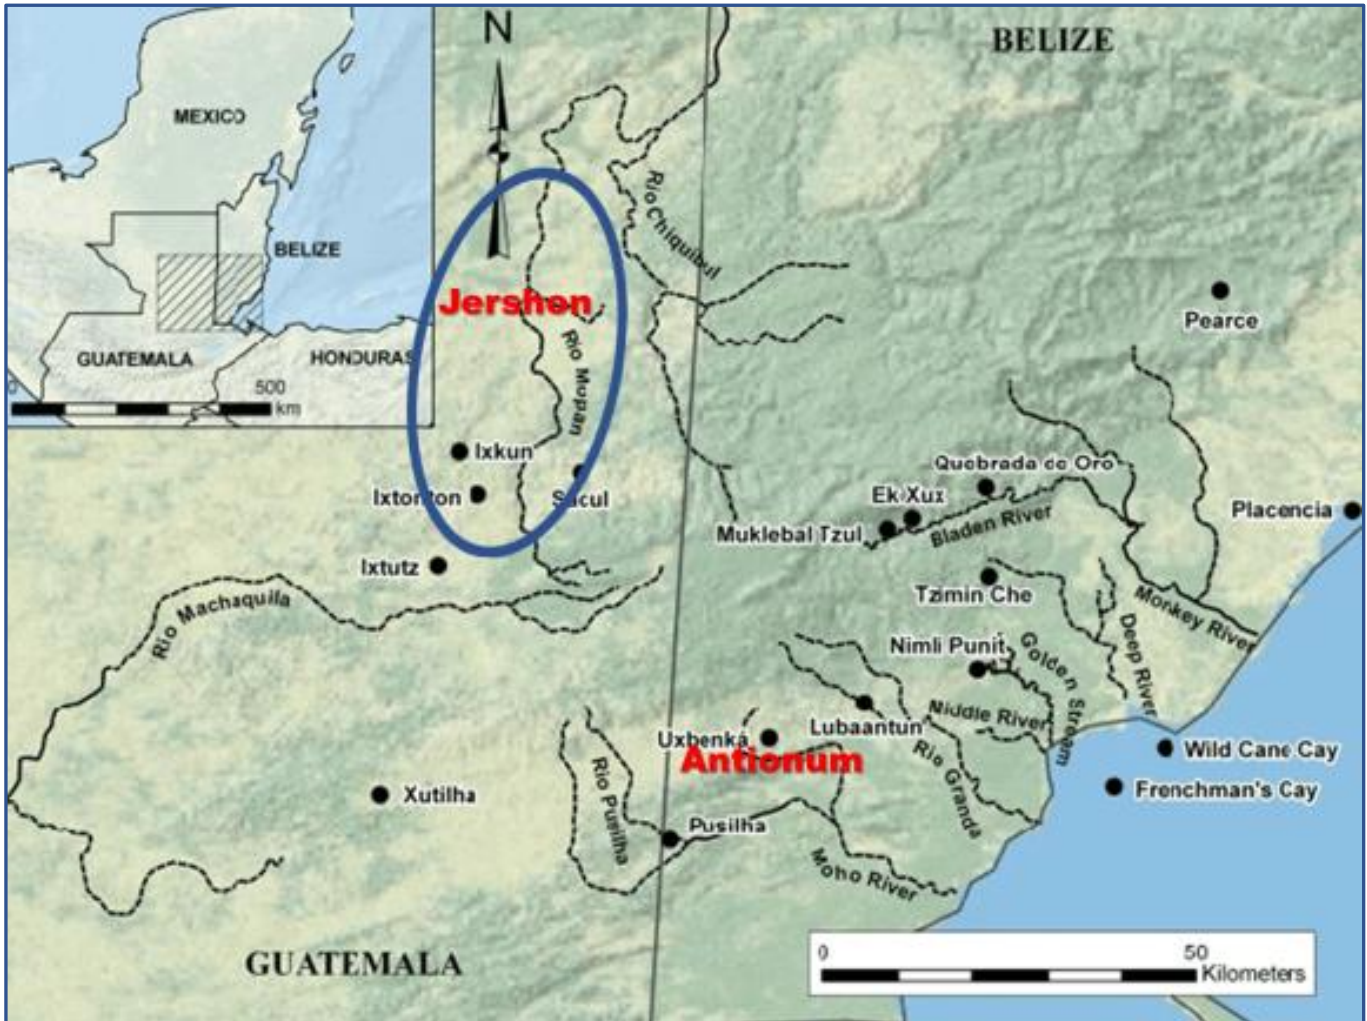 N
BELIZE
MEXICO
BELIZE
GUATEMALA
HONDURAS
0
500
km
Rio Chiquibul
Jershon
Rio Mopan
Pearce
Ixkun
Ixtonton
Sacul
Quebrada de Oro
Ek Xux
Muklebal Tzul
Bladen River
Placencia
Ixtutz
Tzimin Che
Rio Machaquila
Monkey River
Deep River
Nimli Punit
Golden Stream
Middle River
Lubaantun
Uxbenká
Antionum
Rio Granda
Wild Cane Cay
Frenchman's Cay
Xutilha
Rio Pusilha
Pusilha
Moho River
GUATEMALA
0
50
Kilometers